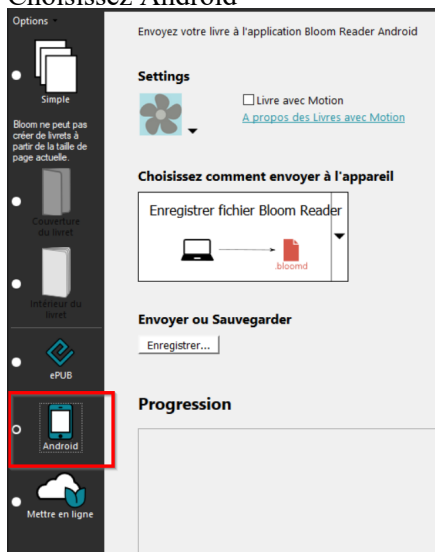 Choisissez Android
Options
Simple
Bloom ne peut pas
créer de livrets à
partir de la taille de
page actuelle.
Couverture
du livret
Intérieur du
livret
ePUB
Android
Mettre en ligne
Envoyez votre livre à l'application Bloom Reader Android
Settings
Livre avec Motion
A propos des Livres avec Motion
Choisissez comment envoyer à l'appareil
Enregistrer fichier Bloom Reader
.bloomd
Envoyer ou Sauvegarder
Enregistrer...
Progression